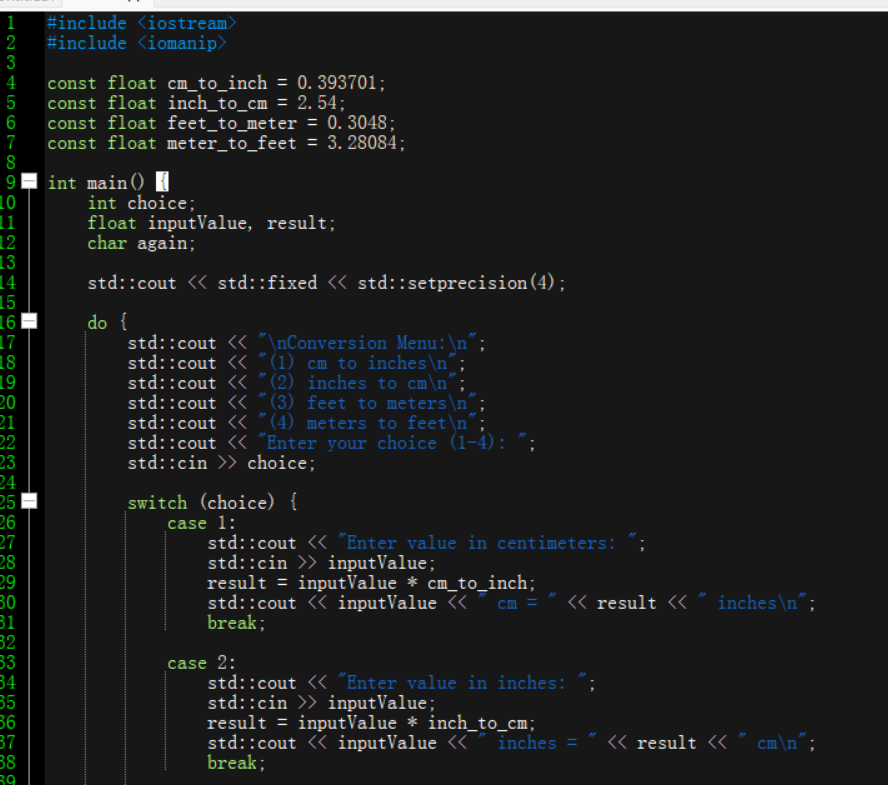 1 #include <iostream>
2 #include <iomanip>
3
4 const float cm_to_inch = 0.393701;
5 const float inch_to_cm = 2.54;
6 const float feet_to_meter = 0.3048;
7 const float meter_to_feet = 3.28084;
8
9 int main() {
10     int choice;
11     float inputValue, result;
12     char again;
13
14     std::cout << std::fixed << std::setprecision(4);
15
16     do {
17         std::cout << "\nConversion Menu:\n";
18         std::cout << "(1) cm to inches\n";
19         std::cout << "(2) inches to cm\n";
20         std::cout << "(3) feet to meters\n";
21         std::cout << "(4) meters to feet\n";
22         std::cout << "Enter your choice (1-4): ";
23         std::cin >> choice;
24
25         switch (choice) {
26             case 1:
27                 std::cout << "Enter value in centimeters: ";
28                 std::cin >> inputValue;
29                 result = inputValue * cm_to_inch;
30                 std::cout << inputValue << " cm = " << result << " inches\n";
31                 break;
32
33             case 2:
34                 std::cout << "Enter value in inches: ";
35                 std::cin >> inputValue;
36                 result = inputValue * inch_to_cm;
37                 std::cout << inputValue << " inches = " << result << " cm\n";
38                 break;
39